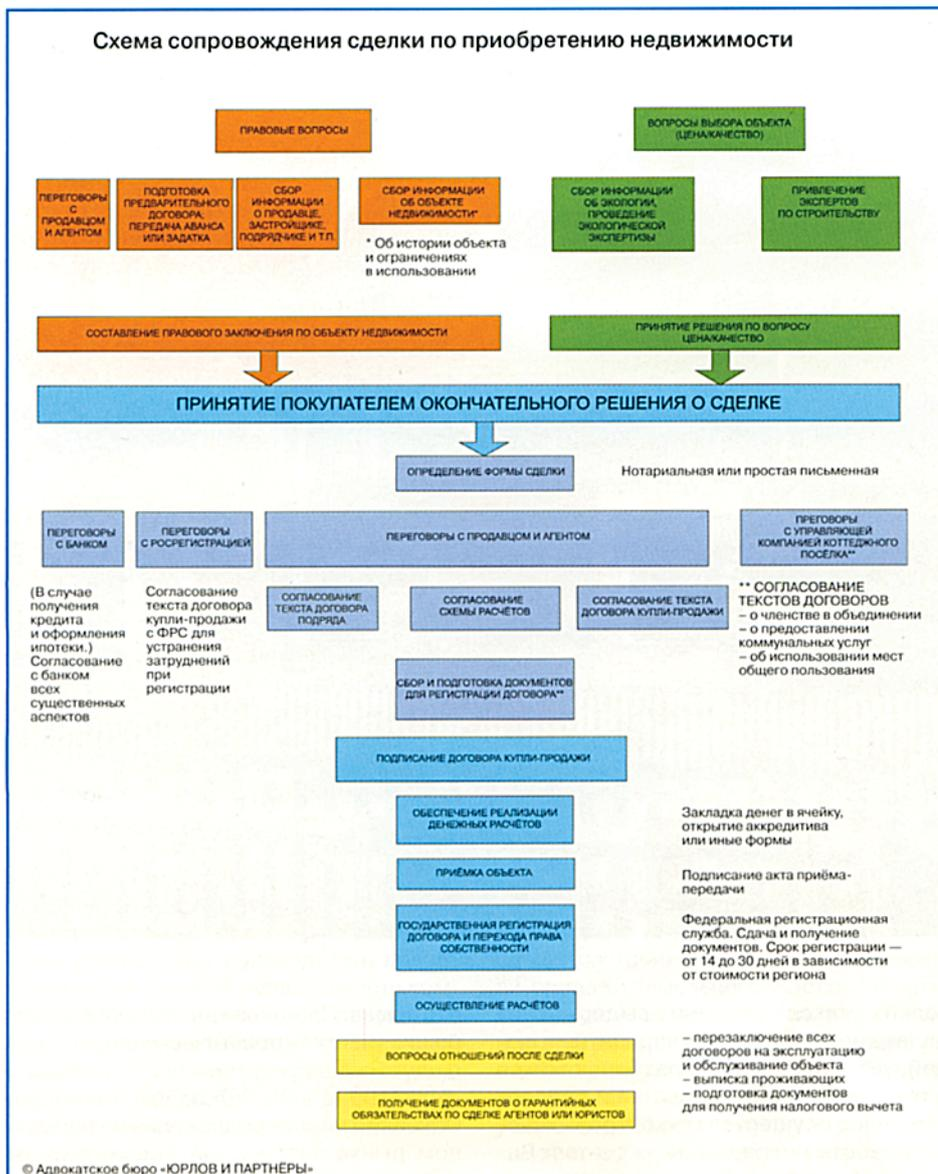 Схема сопровождения сделки по приобретению недвижимости
ПРАВОВЫЕ ВОПРОСЫ
ВОПРОСЫ ВЫБОРА ОБЪЕКТА
(ЦЕНА/КАЧЕСТВО)
ПЕРЕГОВОРЫ
С
ПРОДАВЦОМ
И АГЕНТОМ
ПОДГОТОВКА
ПРЕДВАРИТЕЛЬНОГО
ДОГОВОРА;
ПЕРЕДАЧА АВАНСА
ИЛИ ЗАДАТКА
СБОР
ИНФОРМАЦИИ
О ПРОДАВЦЕ,
ЗАСТРОЙЩИКЕ,
ПОДРЯДЧИКЕ И Т.П.
СБОР ИНФОРМАЦИИ
ОБ ОБЪЕКТЕ
НЕДВИЖИМОСТИ*
* Об истории объекта
и ограничениях
в использовании
СБОР ИНФОРМАЦИИ
ОБ ЭКОЛОГИИ,
ПРОВЕДЕНИЕ
ЭКОЛОГИЧЕСКОЙ
ЭКСПЕРТИЗЫ
ПРИВЛЕЧЕНИЕ
ЭКСПЕРТОВ
ПО СТРОИТЕЛЬСТВУ
СОСТАВЛЕНИЕ ПРАВОВОГО ЗАКЛЮЧЕНИЯ ПО ОБЪЕКТУ НЕДВИЖИМОСТИ
ПРИНЯТИЕ РЕШЕНИЯ ПО ВОПРОСУ
ЦЕНА/КАЧЕСТВО
ПРИНЯТИЕ ПОКУПАТЕЛЕМ ОКОНЧАТЕЛЬНОГО РЕШЕНИЯ О СДЕЛКЕ
ОПРЕДЕЛЕНИЕ ФОРМЫ СДЕЛКИ
Нотариальная или простая письменная
ПЕРЕГОВОРЫ
С БАНКОМ
ПЕРЕГОВОРЫ
С РОСРЕГИСТРАЦИЕЙ
ПЕРЕГОВОРЫ С ПРОДАВЦОМ И АГЕНТОМ
ПРЕГОВОРЫ
С УПРАВЛЯЮЩЕЙ
КОМПАНИЕЙ КОТТЕДЖНОГО
ПОСЁЛКА**
(В случае
получения
кредита
и оформления
ипотеки.)
Согласование
с банком
всех
существенных
аспектов
Согласование
текста договора
купли-продажи
с ФРС для
устранения
затруднений
при
регистрации
СОГЛАСОВАНИЕ
ТЕКСТА ДОГОВОРА
ПОДРЯДА
СОГЛАСОВАНИЕ
СХЕМЫ РАСЧЁТОВ
СОГЛАСОВАНИЕ ТЕКСТА
ДОГОВОРА КУПЛИ-ПРОДАЖИ
** СОГЛАСОВАНИЕ
ТЕКСТОВ ДОГОВОРОВ
– о членстве в объединении
– о предоставлении
коммунальных услуг
– об использовании мест
общего пользования
СБОР И ПОДГОТОВКА ДОКУМЕНТОВ
ДЛЯ РЕГИСТРАЦИИ ДОГОВОРА**
ПОДПИСАНИЕ ДОГОВОРА КУПЛИ-ПРОДАЖИ
ОБЕСПЕЧЕНИЕ РЕАЛИЗАЦИИ
ДЕНЕЖНЫХ РАСЧЁТОВ
Закладка денег в ячейку,
открытие аккредитива
или иные формы
ПРИЁМКА ОБЪЕКТА
Подписание акта приёма-
передачи
ГОСУДАРСТВЕННАЯ РЕГИСТРАЦИЯ
ДОГОВОРА И ПЕРЕХОДА ПРАВА
СОБСТВЕННОСТИ
Федеральная регистрационная
служба. Сдача и получение
документов. Срок регистрации —
от 14 до 30 дней в зависимости
от стоимости региона
ОСУЩЕСТВЛЕНИЕ РАСЧЁТОВ
ВОПРОСЫ ОТНОШЕНИЙ ПОСЛЕ СДЕЛКИ
– перезаключение всех
договоров на эксплуатацию
и обслуживание объекта
– выписка проживающих
– подготовка документов
для получения налогового вычета
ПОЛУЧЕНИЕ ДОКУМЕНТОВ О ГАРАНТИЙНЫХ
ОБЯЗАТЕЛЬСТВАХ ПО СДЕЛКЕ АГЕНТОВ ИЛИ ЮРИСТОВ
© Адвокатское бюро «ЮРЛОВ И ПАРТНЁРЫ»